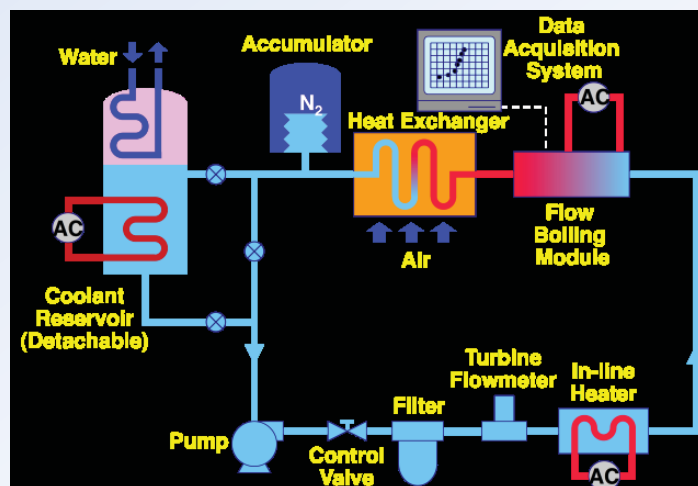 Water
Accumulator
N2
Data
Acquisition
System
AC
Heat Exchanger
AC
Air
Flow
Boiling
Module
Coolant
Reservoir
(Detachable)
Pump
Control
Valve
Filter
Turbine
Flowmeter
In-line
Heater
AC